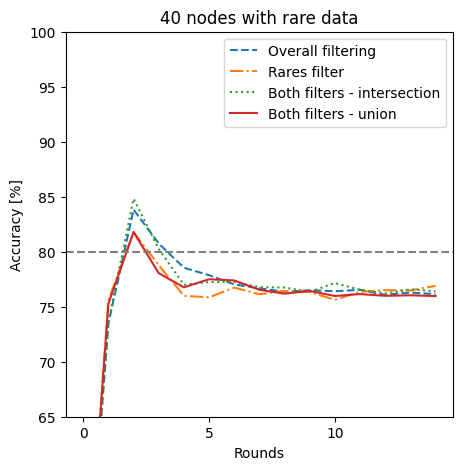 40 nodes with rare data
Overall filtering
Rares filter
Both filters - intersection
Both filters - union
Accuracy [%]
100
95
90
85
80
75
70
65
0
5
10
Rounds